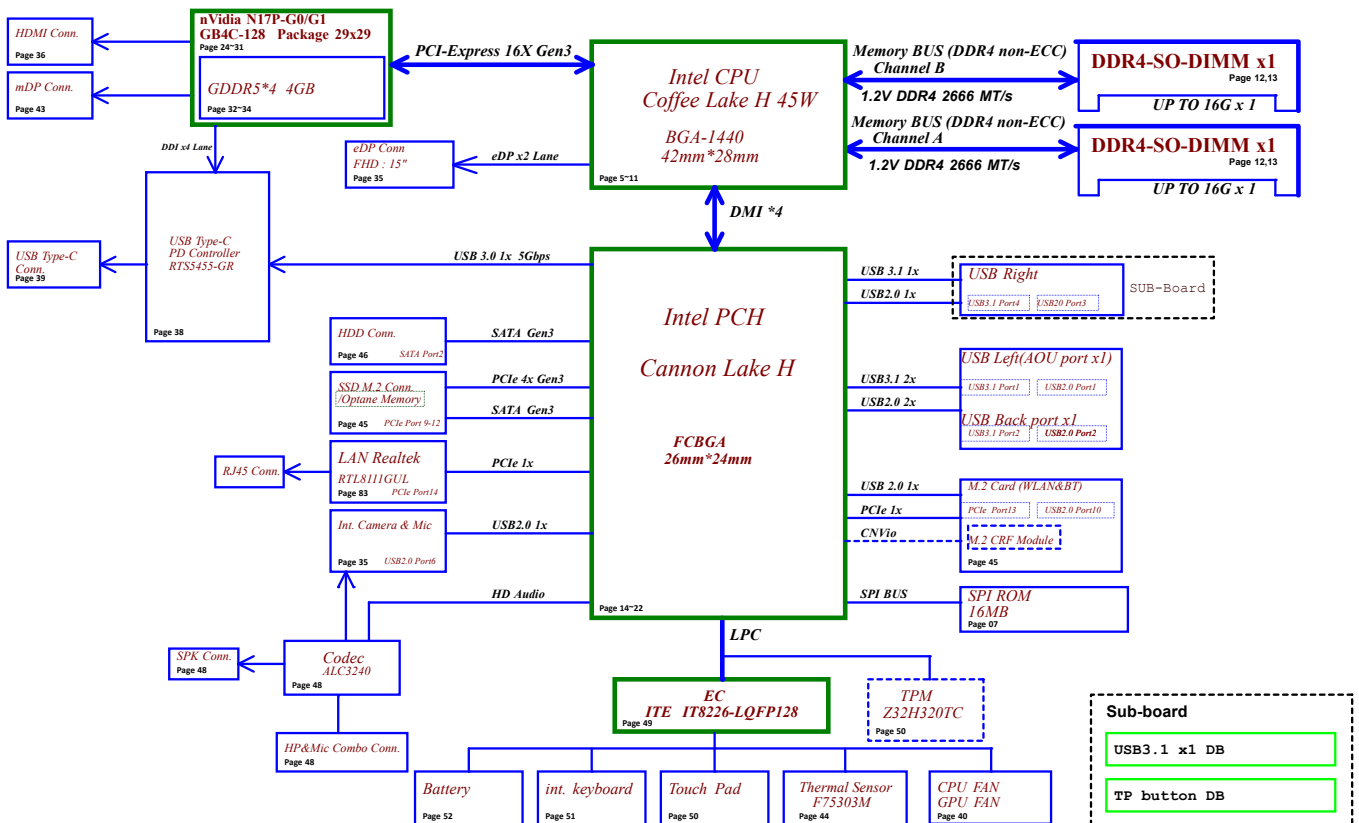 nVidia N17P-G0/G1
GB4C-128 Package 29x29
Page 24~31
GDDR5*4 4GB
Page 32~34
HDMI Conn.
Page 36
mDP Conn.
Page 43
PCI-Express 16X Gen3
Intel CPU
Coffee Lake H 45W
BGA-1440
42mm*28mm
Page 5~11
Memory BUS (DDR4 non-ECC)
Channel B
1.2V DDR4 2666 MT/s
DDR4-SO-DIMM x1
Page 12,13
UP TO 16G x 1
Memory BUS (DDR4 non-ECC)
Channel A
1.2V DDR4 2666 MT/s
DDR4-SO-DIMM x1
Page 12,13
UP TO 16G x 1
DDI x4 Lane
eDP Conn
FHD : 15"
Page 35
eDP x2 Lane
DMI *4
USB Type-C
PD Controller
RTS5455-GR
Page 38
USB Type-C
Conn.
Page 39
USB 3.0 1x 5Gbps
Intel PCH
Cannon Lake H
FCBGA
26mm*24mm
Page 14~22
USB 3.1 1x
USB2.0 1x
USB Right
USB3.1 Port4
USB20 Port3
SUB-Board
HDD Conn.
Page 46
SATA Port2
SATA Gen3
SSD M.2 Conn.
/Optane Memory
Page 45
PCIe Port 9-12
PCIe 4x Gen3
SATA Gen3
USB3.1 2x
USB2.0 2x
USB Left(AOU port x1)
USB3.1 Port1
USB2.0 Port1
USB Back port x1
USB3.1 Port2
USB2.0 Port2
RJ45 Conn.
LAN Realtek
RTL8111GUL
Page 83
PCIe Port14
PCIe 1x
Int. Camera & Mic
Page 35
USB2.0 Port6
USB2.0 1x
USB 2.0 1x
PCIe 1x
CNVio
M.2 Card (WLAN&BT)
PCIe Port13
USB2.0 Port10
M.2 CRF Module
Page 45
HD Audio
SPI BUS
SPI ROM
16MB
Page 07
SPK Conn.
Page 48
Codec
ALC3240
Page 48
HP&Mic Combo Conn.
Page 48
LPC
EC
ITE IT8226-LQFP128
Page 49
TPM
Z32H320TC
Page 50
Battery
Page 52
int. keyboard
Page 51
Touch Pad
Page 50
Thermal Sensor
F75303M
Page 44
CPU FAN
GPU FAN
Page 40
Sub-board
USB3.1 x1 DB
TP button DB